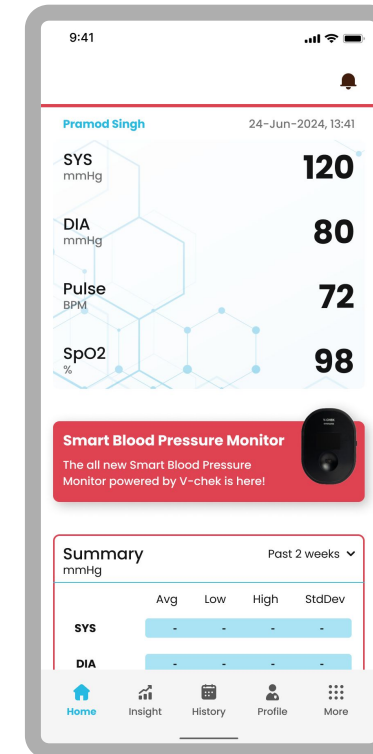 9:41
Pramod Singh 24-Jun-2024, 13:41
SYS 120
mmHg
DIA 80
mmHg
Pulse 72
BPM
SpO2 98
%
Smart Blood Pressure Monitor
The all new Smart Blood Pressure
Monitor powered by V-chek is here!
Summary Past 2 weeks
mmHg
Avg Low High StdDev
SYS - - - -
DIA - - - -
Home Insight History Profile More